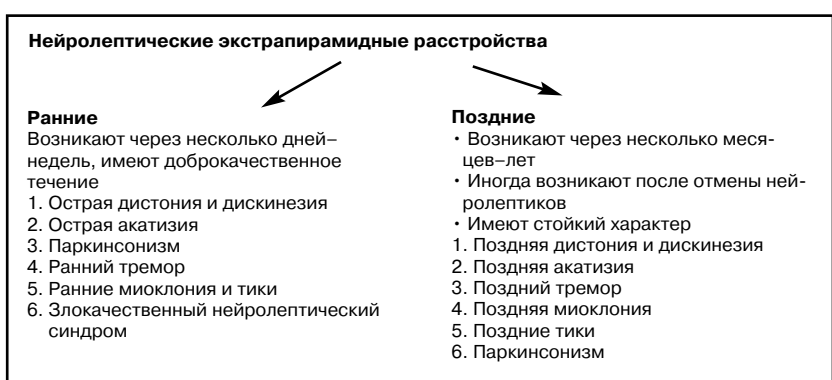 Нейролептические экстрапирамидные расстройства
Ранние
Возникают через несколько дней–
недель, имеют доброкачественное
течение
1. Острая дистония и дискинезия
2. Острая акатизия
3. Паркинсонизм
4. Ранний тремор
5. Ранние миоклония и тики
6. Злокачественный нейролептический
синдром
Поздние
· Возникают через несколько меся-
цев–лет
· Иногда возникают после отмены ней-
ролептиков
· Имеют стойкий характер
1. Поздняя дистония и дискинезия
2. Поздняя акатизия
3. Поздний тремор
4. Поздняя миоклония
5. Поздние тики
6. Паркинсонизм